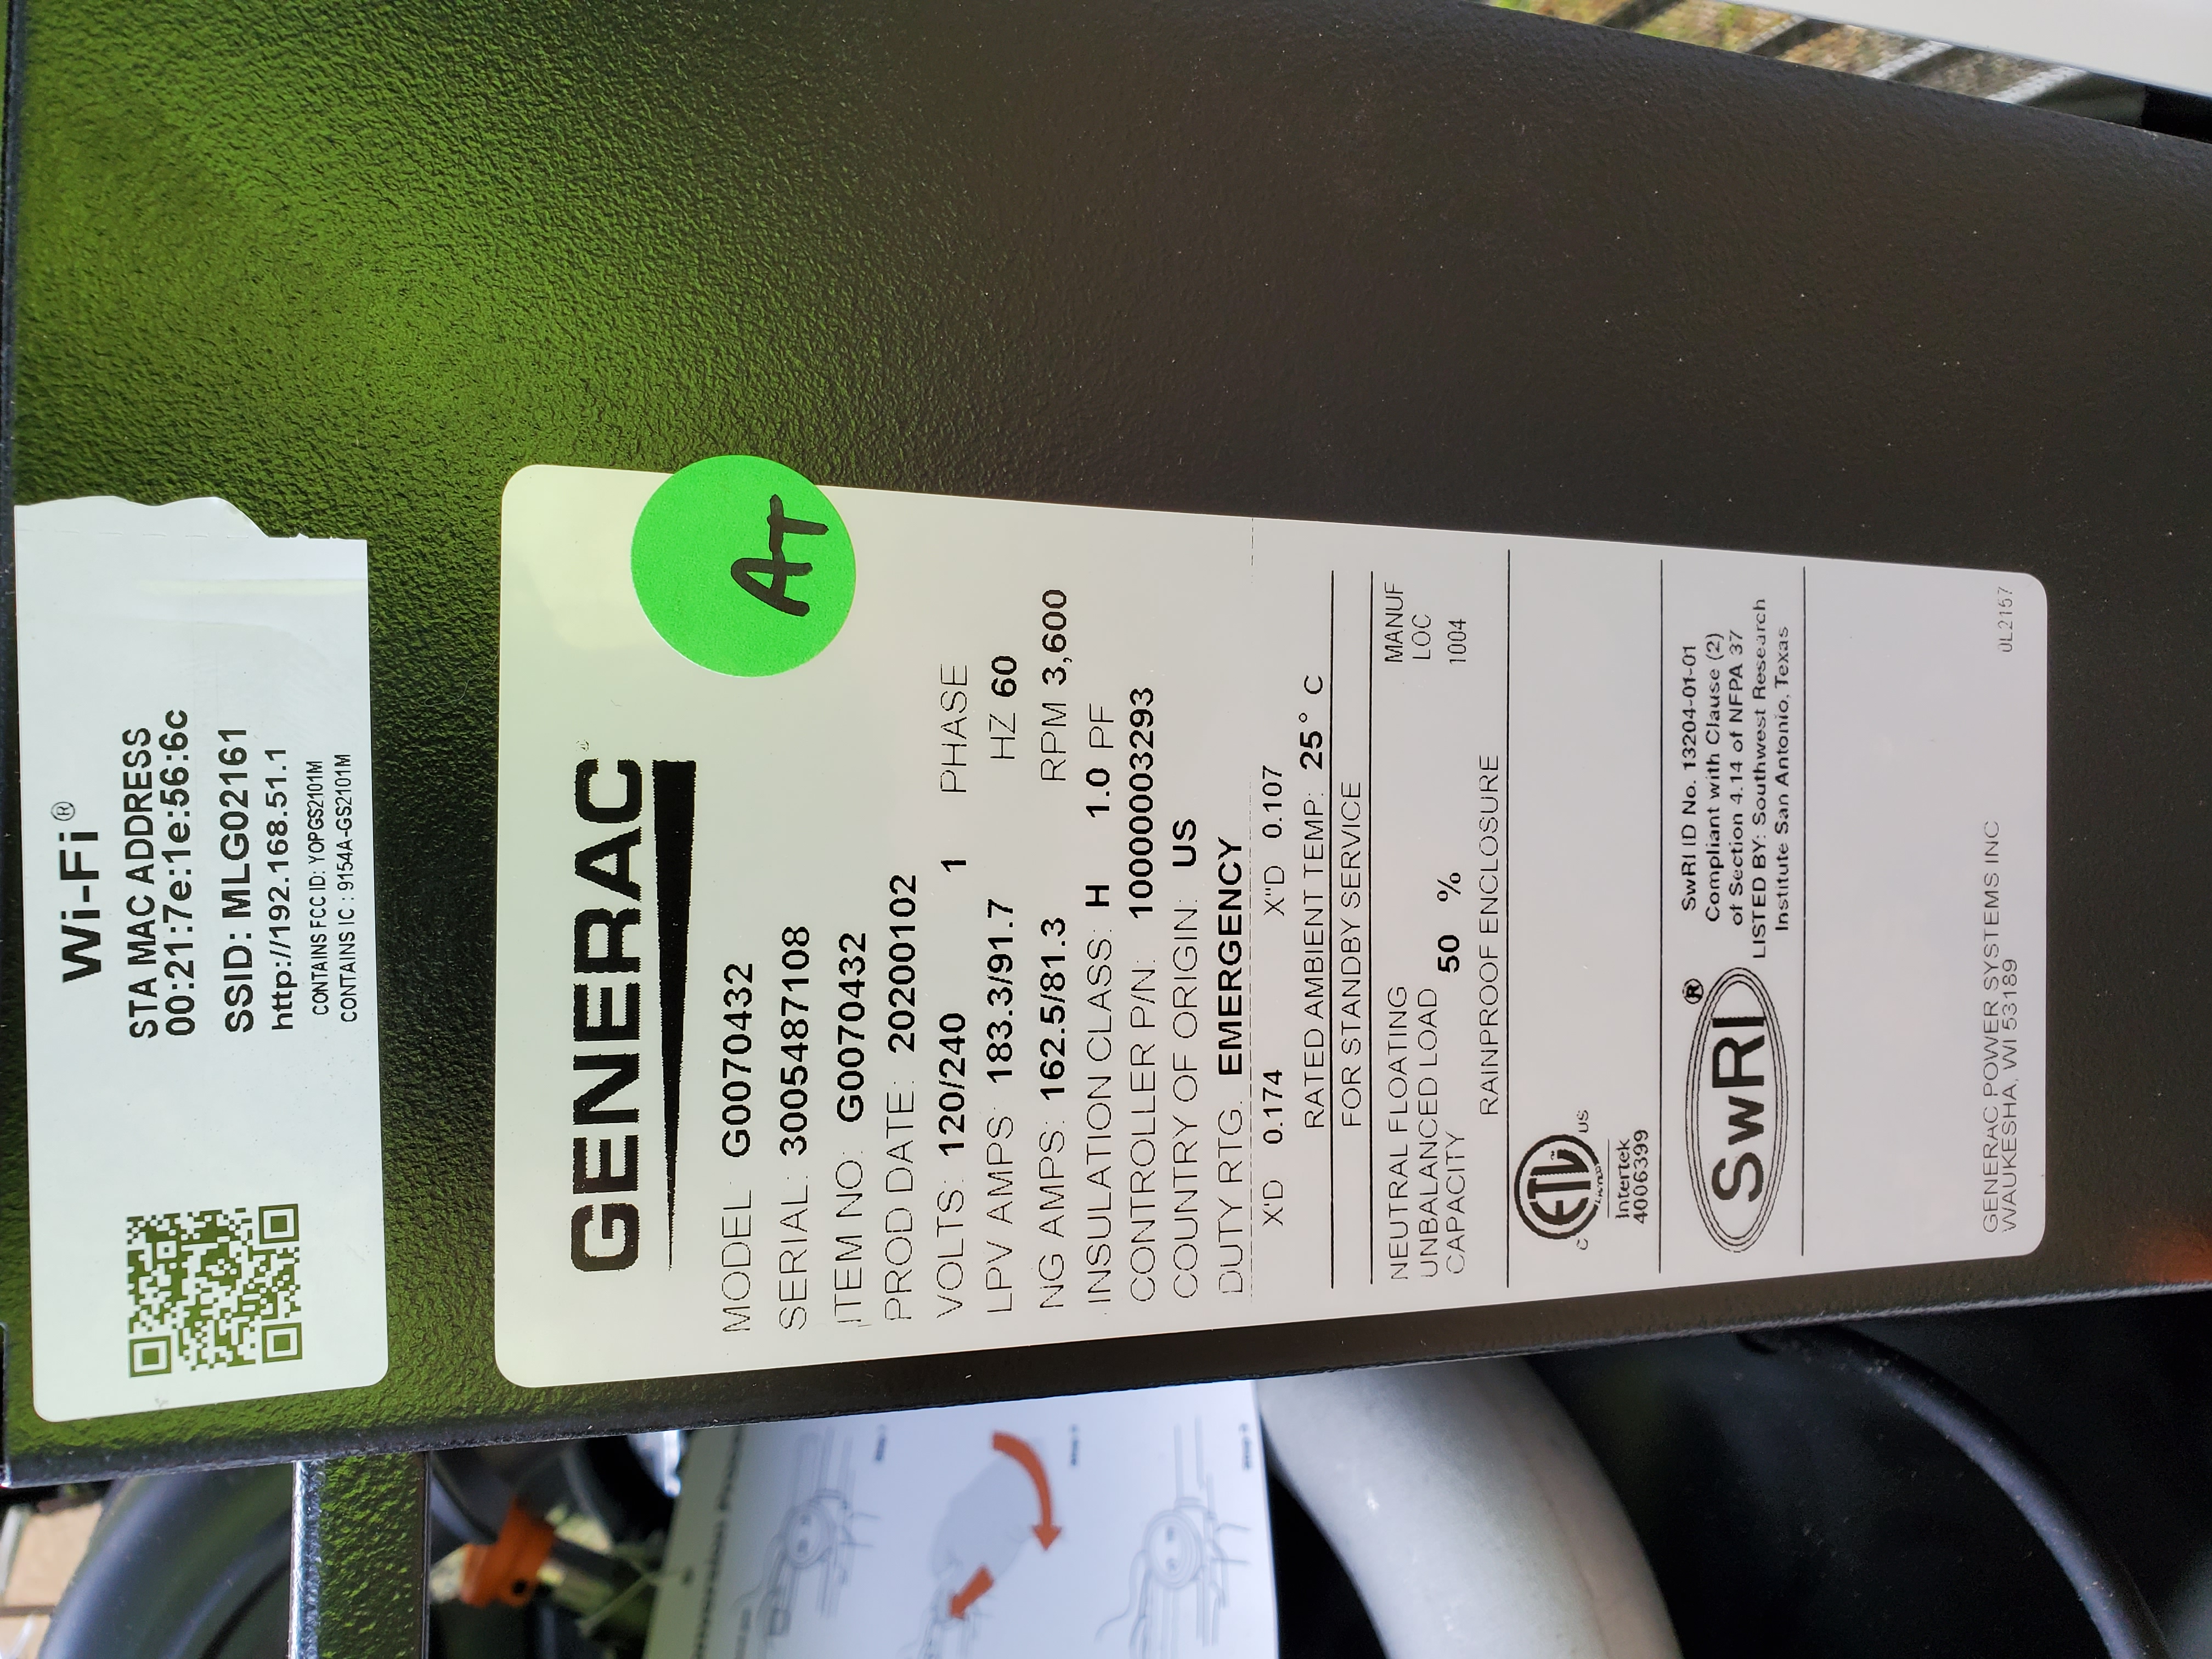 Wi-Fi®
STA MAC ADDRESS
00:21:7e:1e:56:6c
SSID: MLG02161
http://192.168.51.1
CONTAINS FCC ID: YOPGS2101M
CONTAINS IC : 9154A-GS2101M
GENERAC
AT
MODEL: G0070432
SERIAL: 3005487108
ITEM NO: G0070432
PROD DATE: 20200102
VOLTS: 120/240 1 PHASE
LPV AMPS: 183.3/91.7 HZ 60
NG AMPS: 162.5/81.3 RPM 3,600
INSULATION CLASS: H 1.0 PF
CONTROLLER P/N: 10000003293
COUNTRY OF ORIGIN: US
DUTY RTG. EMERGENCY
X'D 0.174 X"D 0.107
RATED AMBIENT TEMP: 25° C
FOR STANDBY SERVICE
NEUTRAL FLOATING
UNBALANCED LOAD
CAPACITY 50 %
MANUF
LOC
1004
RAINPROOF ENCLOSURE
C ETL US
LISTED
Intertek
4006399
SwRI®
SwRI ID No. 13204-01-01
Compliant with Clause (2)
of Section 4.14 of NFPA 37
LISTED BY: Southwest Research
Institute San Antonio, Texas
GENERAC POWER SYSTEMS INC
WAUKESHA, WI 53189
0L2157